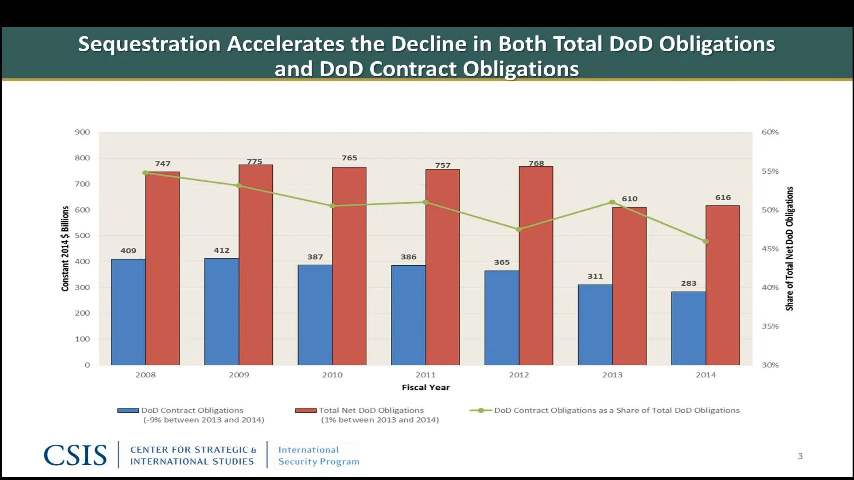 Sequestration Accelerates the Decline in Both Total DoD Obligations
and DoD Contract Obligations
900
800
700
600
500
400
300
200
100
0
Constant 2014 $ Billions
60%
55%
50%
45%
40%
35%
30%
Share of Total Net DoD Obligations
747
775
765
757
768
610
616
409
412
387
386
365
311
283
2008 2009 2010 2011 2012 2013 2014
Fiscal Year
DoD Contract Obligations
(-9% between 2013 and 2014)
Total Net DoD Obligations
(1% between 2013 and 2014)
DoD Contract Obligations as a Share of Total DoD Obligations
CSIS
CENTER FOR STRATEGIC &
INTERNATIONAL STUDIES
International
Security Program
3